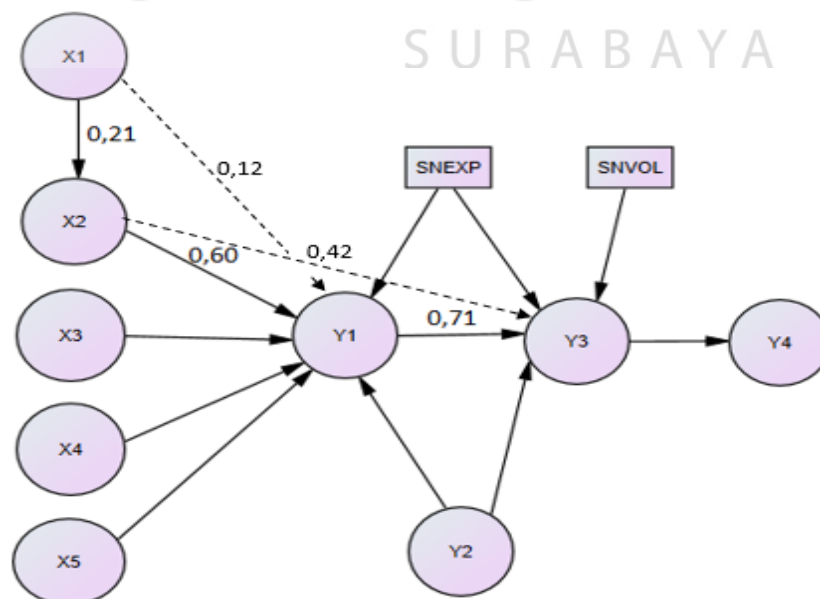 SURABAYA
X1
0,21
0,12
SNEXP
SNVOL
X2
0,60
0,42
X3
Y1
0,71
Y3
Y4
X4
X5
Y2